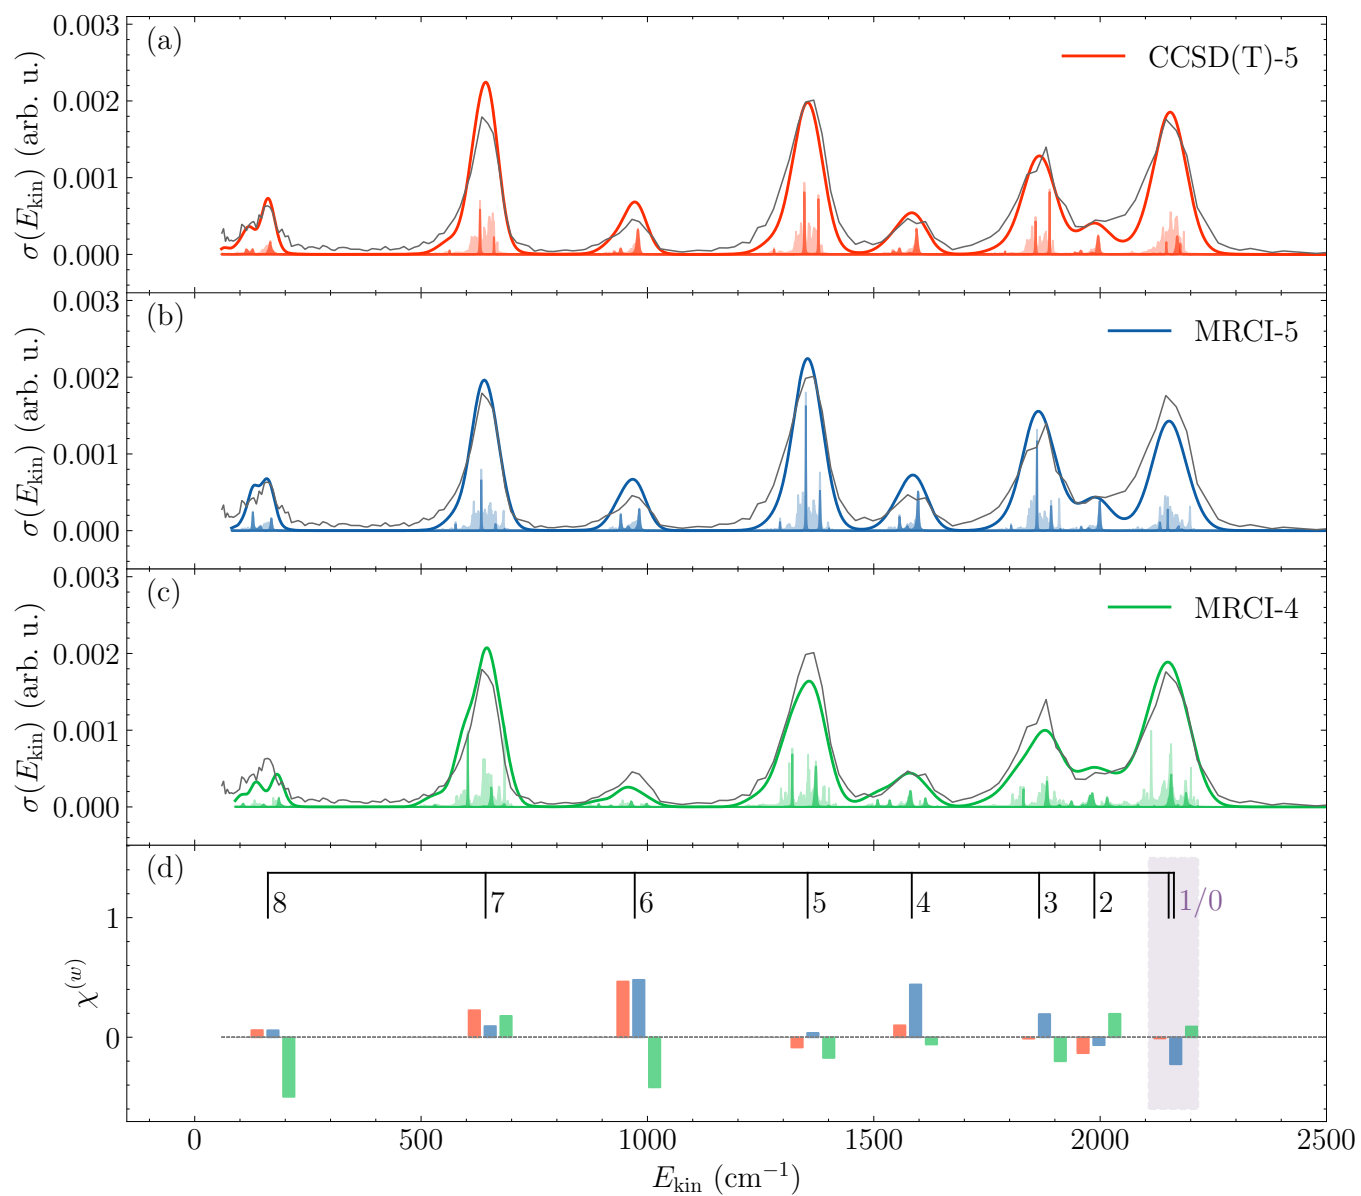 (a)
CCSD(T)-5
0.003
0.002
0.001
0.000
σ(E_kin) (arb. u.)
(b)
MRCI-5
0.003
0.002
0.001
0.000
σ(E_kin) (arb. u.)
(c)
MRCI-4
0.003
0.002
0.001
0.000
σ(E_kin) (arb. u.)
(d)
8 7 6 5 4 3 2 1/0
1
0
χ^(w)
0 500 1000 1500 2000 2500
E_kin (cm⁻¹)